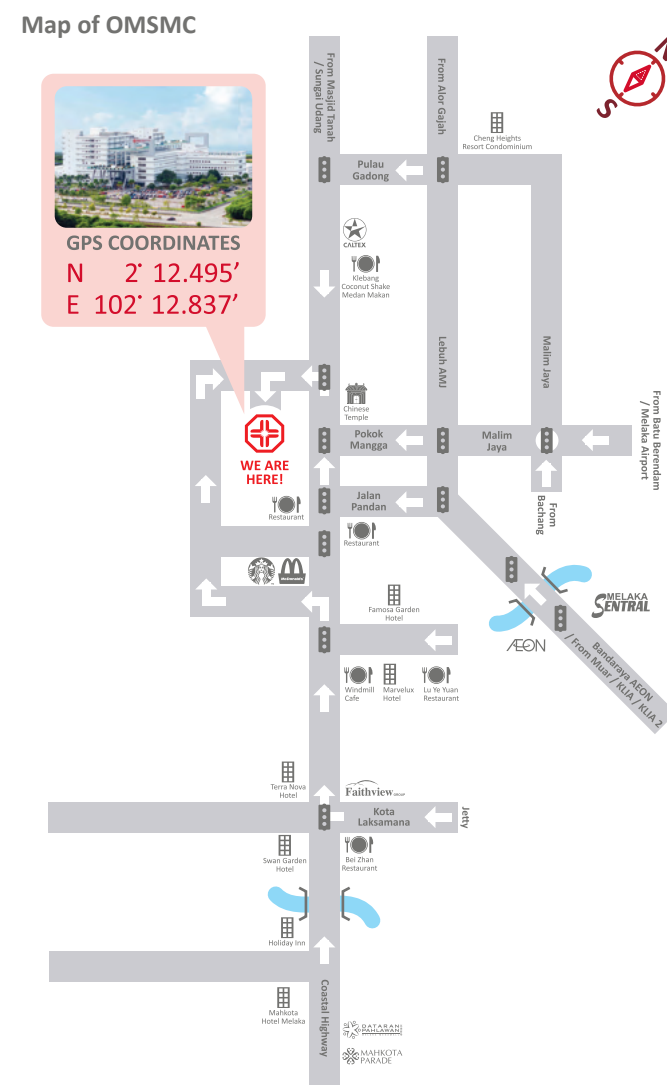 Map of OMSMC
N
S
From Masjid Tanah
/ Sungai Udang
From Alor Gajah
Cheng Heights
Resort Condominium
Pulau
Gadong
GPS COORDINATES
N 2° 12.495’
E 102° 12.837’
CALTEX
Klebang
Coconut Shake
Medan Makan
Lebuh AMJ
Malim Jaya
Chinese
Temple
Pokok
Mangga
Malim
Jaya
From Batu Berendam
/ Melaka Airport
WE ARE
HERE!
Restaurant
Jalan
Pandan
From
Bachang
Restaurant
McDonald's
Famosa Garden
Hotel
MELAKA
SENTRAL
ÆON
Bandaraya AEON
/ From Muar / KLIA / KLIA 2
Windmill
Cafe
Marvelux
Hotel
Lu Ye Yuan
Restaurant
Terra Nova
Hotel
Faithview GROUP
Kota
Laksamana
Jetty
Swan Garden
Hotel
Bei Zhan
Restaurant
Holiday Inn
Coastal Highway
Mahkota
Hotel Melaka
DATARAN
PAHLAWAN
MAHKOTA
PARADE